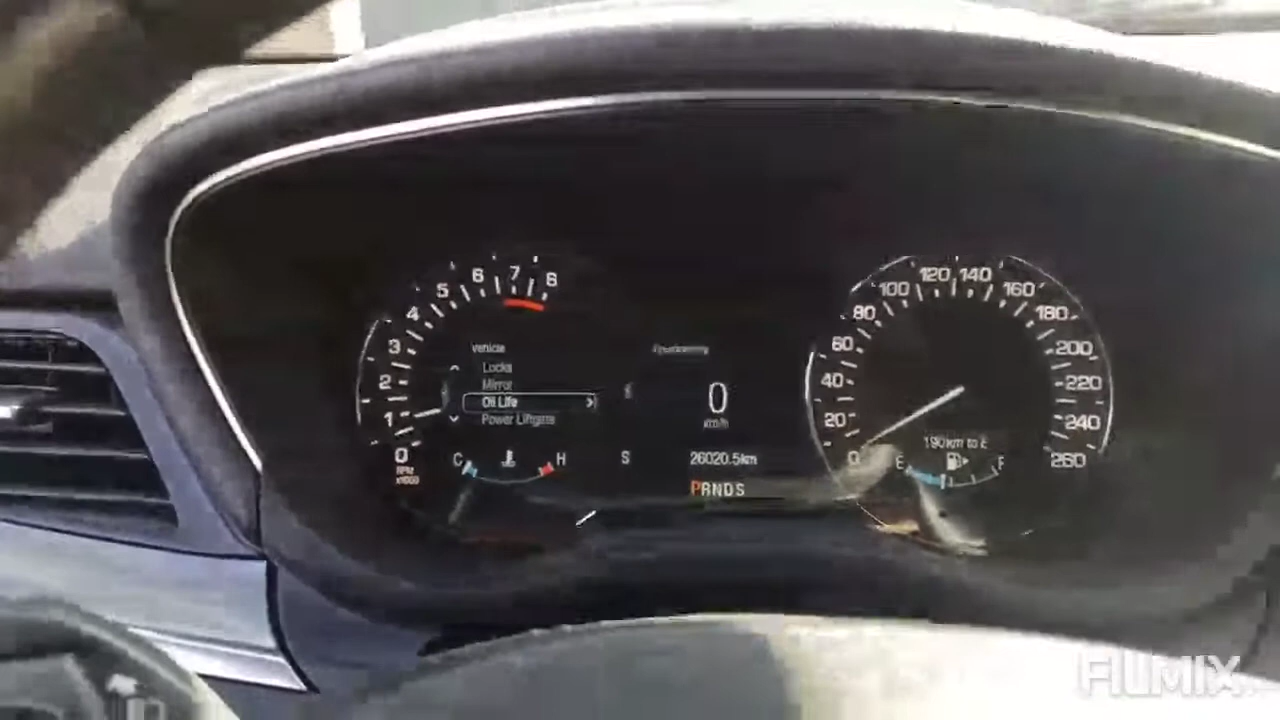 8
7
6
5
4
3
2
1
0
RPM
x1000
Vehicle
Locks
Mirror
Oil Life
Power Liftgate
C
H
S
0
km/h
26020.5km
PRNDS
0
20
40
60
80
100
120
140
160
180
200
220
240
260
190km to E
E
F
FILMIX